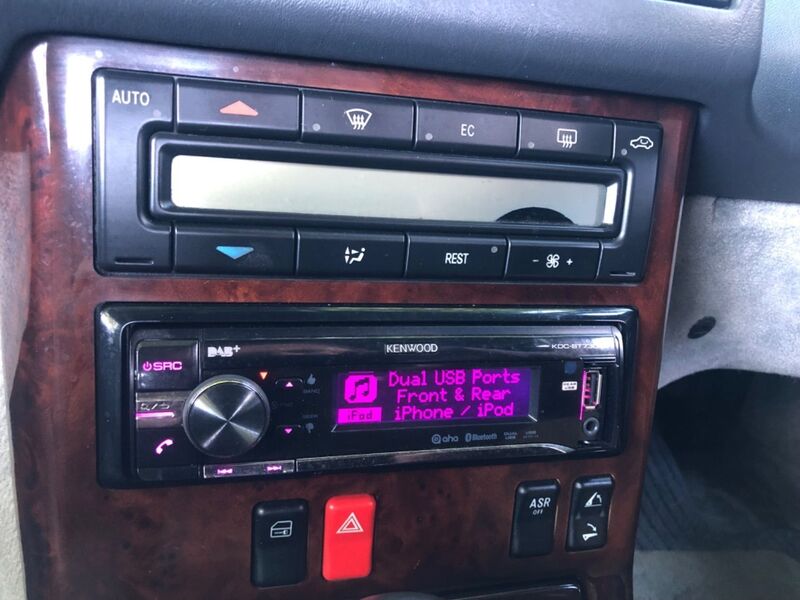 AUTO
EC
REST
- +
DAB+
KENWOOD
SRC
Dual USB Ports
Front & Rear
iPod
iPhone / iPod
aha
Bluetooth
ASR
OFF